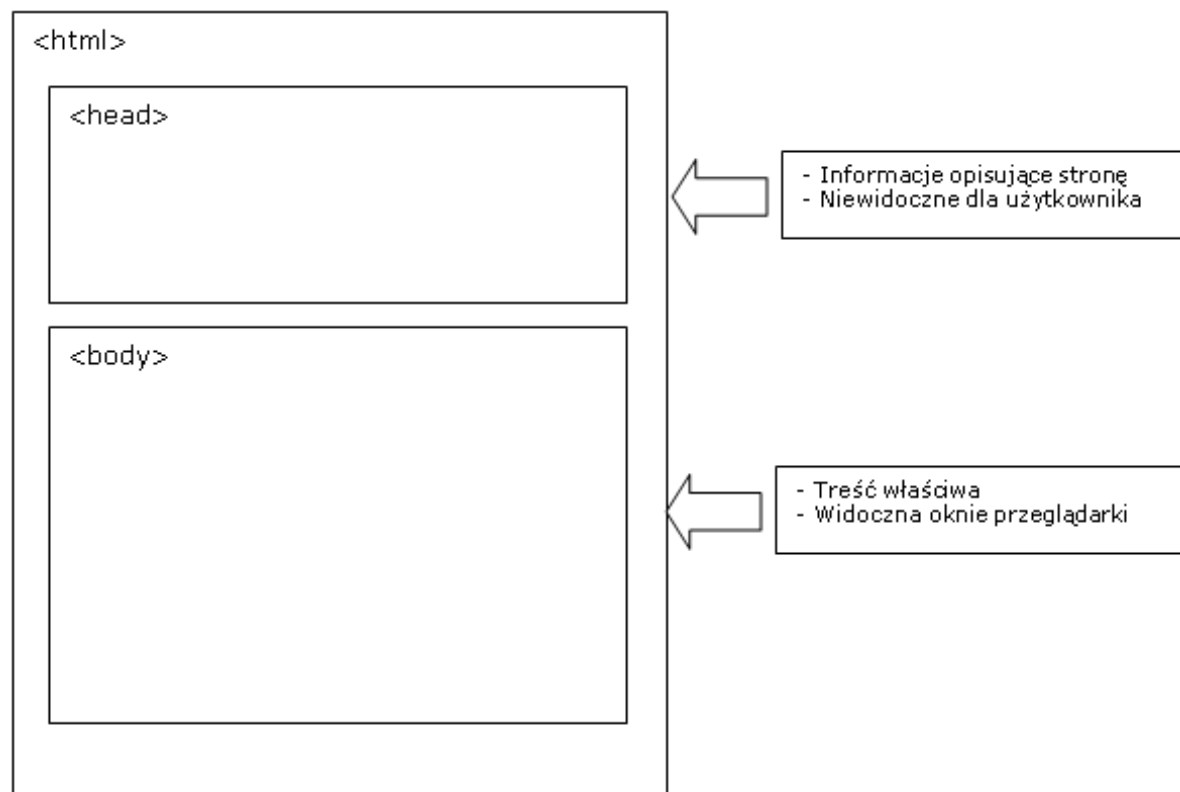 <html>
<head>
- Informacje opisujące stronę
- Niewidoczne dla użytkownika
<body>
- Treść właściwa
- Widoczna oknie przeglądarki